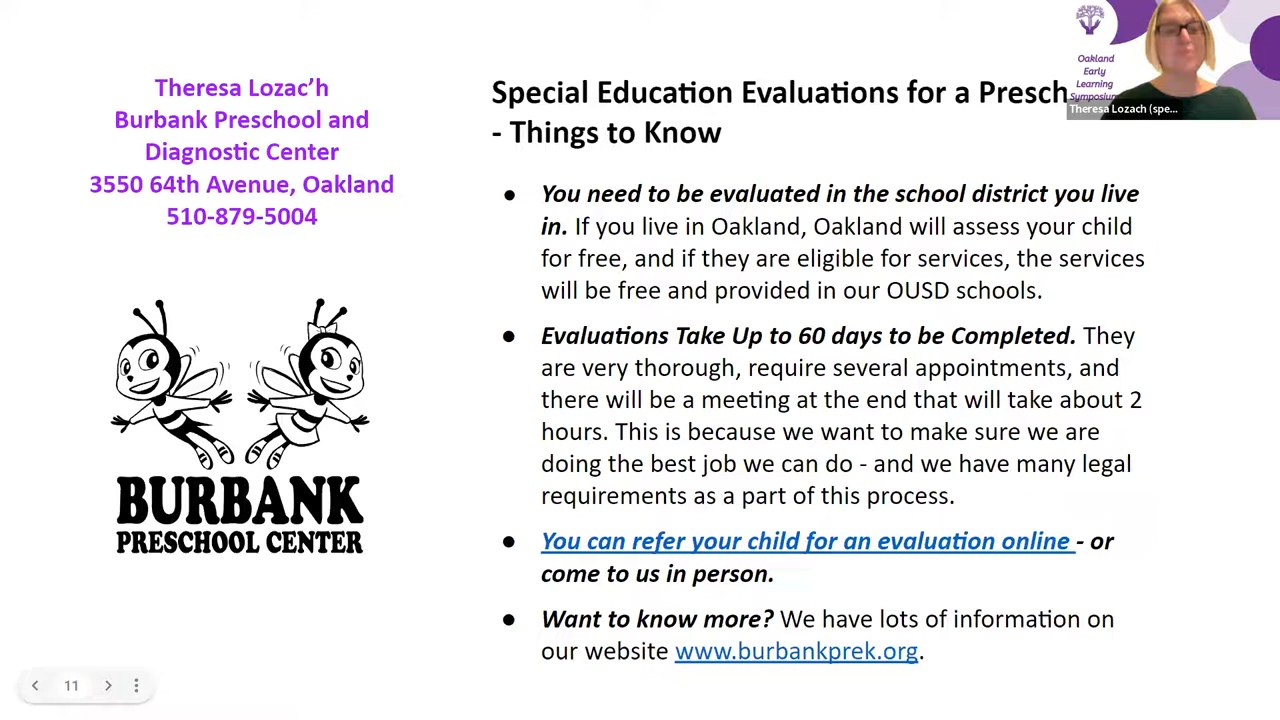 Theresa Lozac’h
Burbank Preschool and
Diagnostic Center
3550 64th Avenue, Oakland
510-879-5004
BURBANK
PRESCHOOL CENTER
Special Education Evaluations for a
- Things to Know
● You need to be evaluated in the school district you live
in. If you live in Oakland, Oakland will assess your child
for free, and if they are eligible for services, the services
will be free and provided in our OUSD schools.
● Evaluations Take Up to 60 days to be Completed. They
are very thorough, require several appointments, and
there will be a meeting at the end that will take about 2
hours. This is because we want to make sure we are
doing the best job we can do - and we have many legal
requirements as a part of this process.
● You can refer your child for an evaluation online - or
come to us in person.
● Want to know more? We have lots of information on
our website www.burbankprek.org.
Oakland
Early
Learning
Symposium
Theresa Lozach (spe...
11